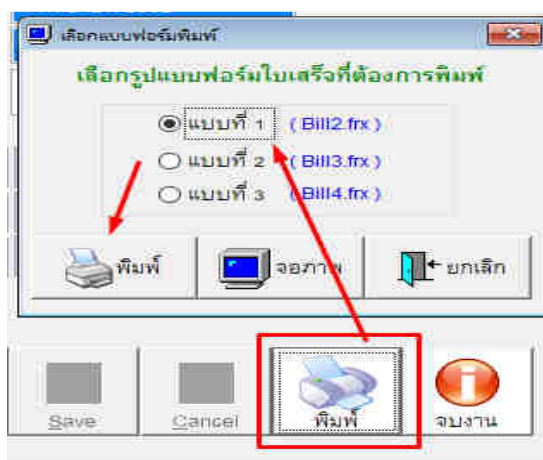 เลือกแบบฟอร์มพิมพ์
เลือกรูปแบบฟอร์มใบเสร็จที่ต้องการพิมพ์
แบบที่ 1 ( Bill2.frx )
แบบที่ 2 ( Bill3.frx )
แบบที่ 3 ( Bill4.frx )
พิมพ์ จอภาพ ยกเลิก
Save Cancel พิมพ์ จบงาน